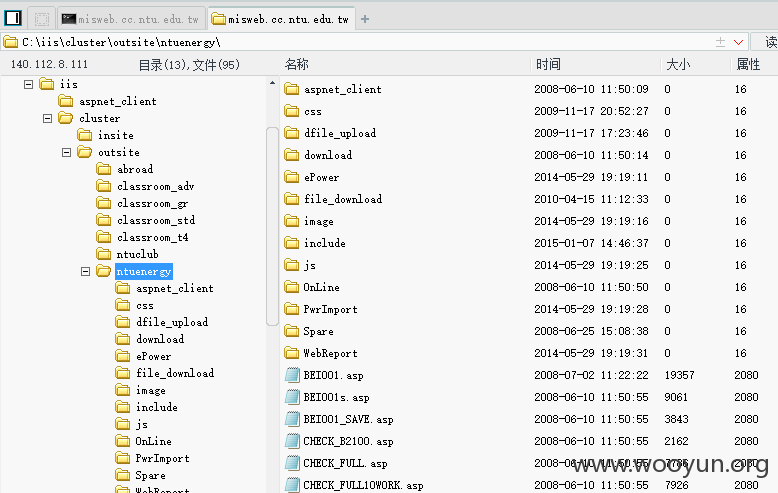 misweb.cc.ntu.edu.tw misweb.cc.ntu.edu.tw
C:\iis\cluster\outsite\ntuenergy\ 读
140.112.8.111 目录(13),文件(95) 名称 时间 大小 属性
iis
aspnet_client
cluster
insite
outsite
abroad
classroom_adv
classroom_gr
classroom_std
classroom_t4
ntuclub
ntuenergy
aspnet_client
css
dfile_upload
download
ePower
file_download
image
include
js
OnLine
PwrImport
Spare
WebReport
aspnet_client 2008-06-10 11:50:09 0 16
css 2009-11-17 20:52:27 0 16
dfile_upload 2009-11-17 17:23:46 0 16
download 2008-06-10 11:50:14 0 16
ePower 2014-05-29 19:19:11 0 16
file_download 2010-04-15 11:12:33 0 16
image 2014-05-29 19:19:16 0 16
include 2015-01-07 14:46:37 0 16
js 2014-05-29 19:19:25 0 16
OnLine 2008-06-10 11:50:50 0 16
PwrImport 2014-05-29 19:19:28 0 16
Spare 2008-06-25 15:08:38 0 16
WebReport 2014-05-29 19:19:31 0 16
BEI001.asp 2008-07-02 11:22:22 19357 2080
BEI001s.asp 2008-06-10 11:50:55 9061 2080
BEI001_SAVE.asp 2008-06-10 11:50:55 3843 2080
CHECK_B2100.asp 2008-06-10 11:50:55 2162 2080
CHECK_FULL.asp 2008-06-10 11:50:55 2080
CHECK_FULL10WORK.asp 2008-06-10 11:50:55 7926 2080
www.wooyun.org